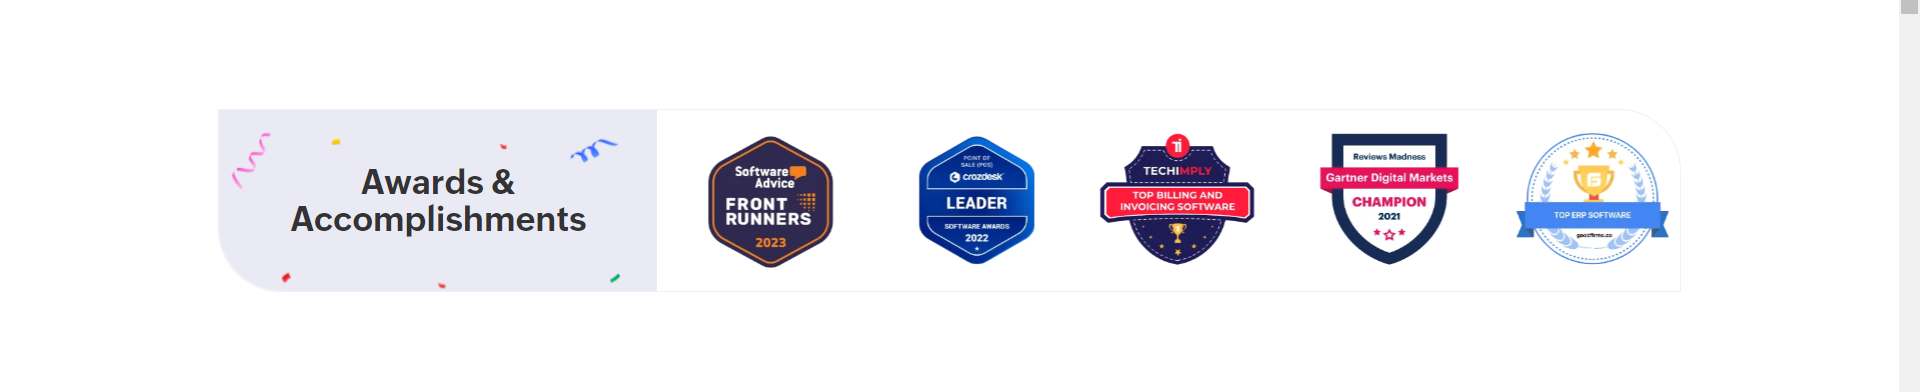 Awards &
Accomplishments
Software
Advice
FRONT
RUNNERS
2023
POINT OF
SALE (POS)
crozdesk
LEADER
SOFTWARE AWARDS
2022
Ti
TECHIMPLY
TOP BILLING AND
INVOICING SOFTWARE
Reviews Madness
Gartner Digital Markets
CHAMPION
2021
TOP ERP SOFTWARE
goodfirms.co